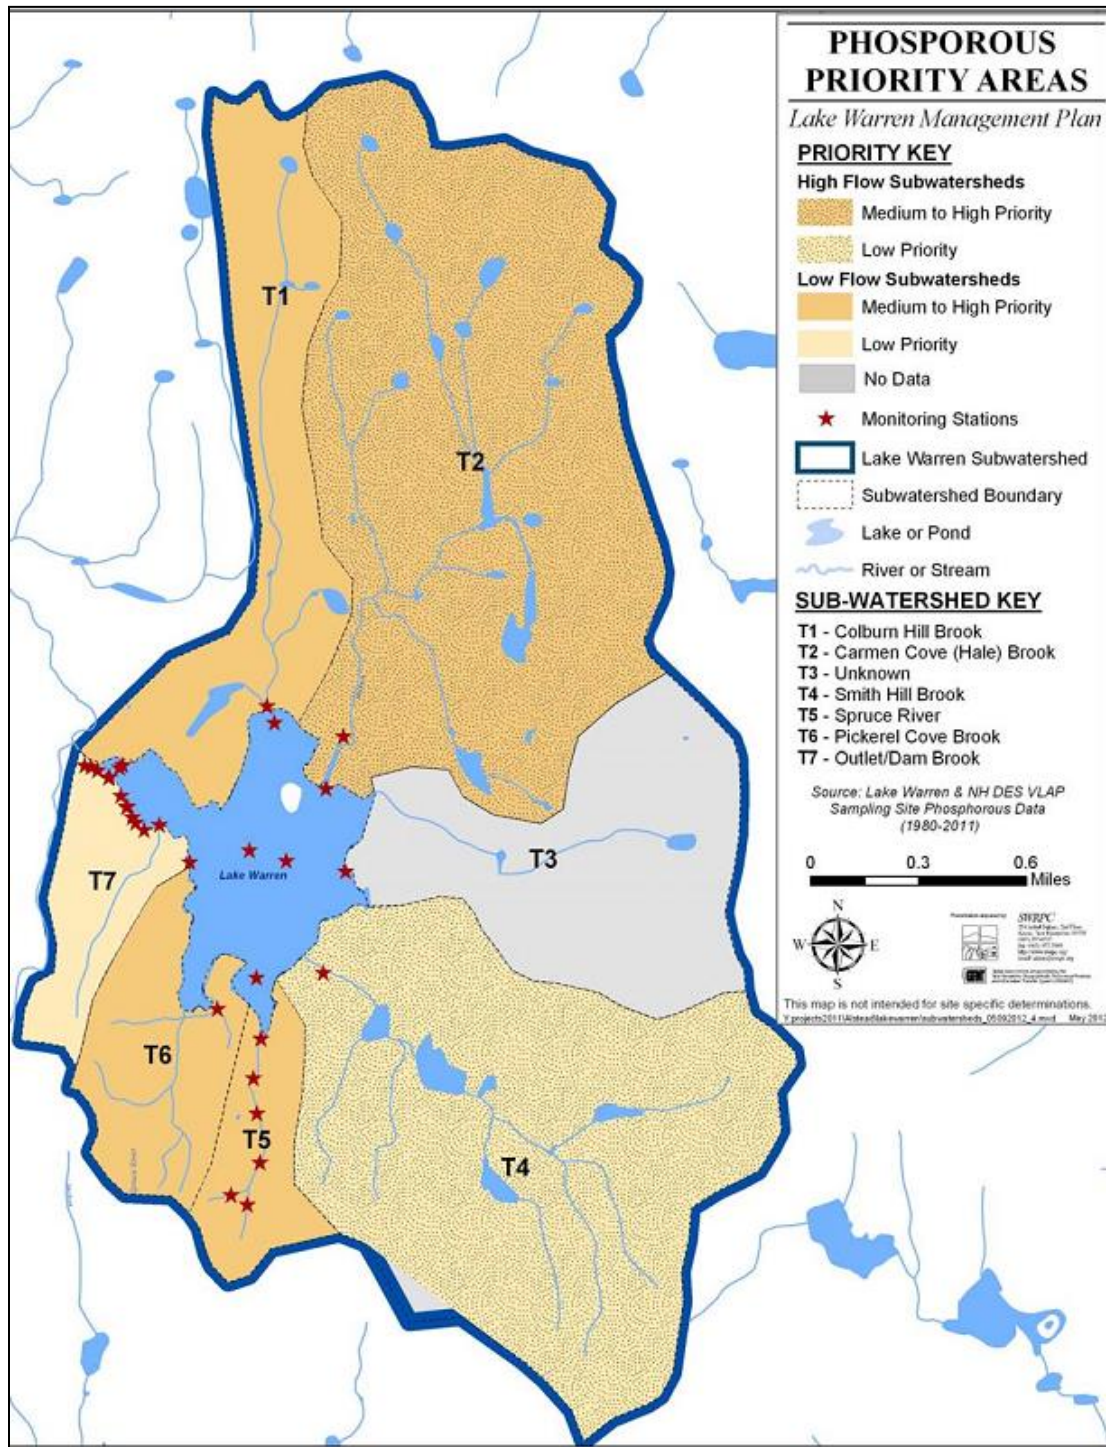 PHOSPOROUS
PRIORITY AREAS
Lake Warren Management Plan
PRIORITY KEY
High Flow Subwatersheds
Medium to High Priority
Low Priority
Low Flow Subwatersheds
Medium to High Priority
Low Priority
No Data
Monitoring Stations
Lake Warren Subwatershed
Subwatershed Boundary
Lake or Pond
River or Stream
SUB-WATERSHED KEY
T1 - Colburn Hill Brook
T2 - Carmen Cove (Hale) Brook
T3 - Unknown
T4 - Smith Hill Brook
T5 - Spruce River
T6 - Pickerel Cove Brook
T7 - Outlet/Dam Brook
Source: Lake Warren & NH DES VLAP
Sampling Site Phosphorous Data
(1980-2011)
0 0.3 0.6
Miles
N
W E
S
SWRPC
This map is not intended for site specific determinations.
May 2012
T1
T2
T3
Lake Warren
T7
T6
T5
T4